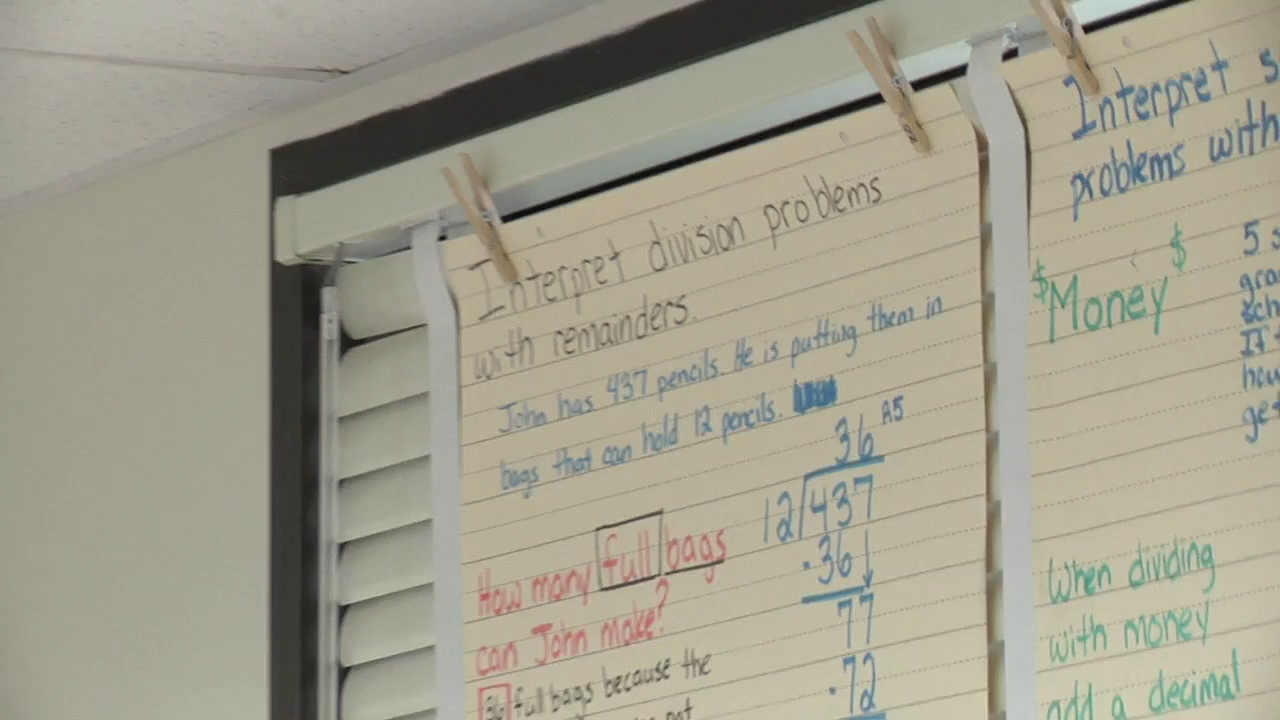 Interpret division problems
with remainders.
John has 437 pencils. He is putting them in
bags that can hold 12 pencils.
36 R5
12 437
- 36
77
- 72
How many full bags
can John make?
36 full bags because the
not
Interpret
problems with
$ Money $
5
When dividing
with money
add a decimal